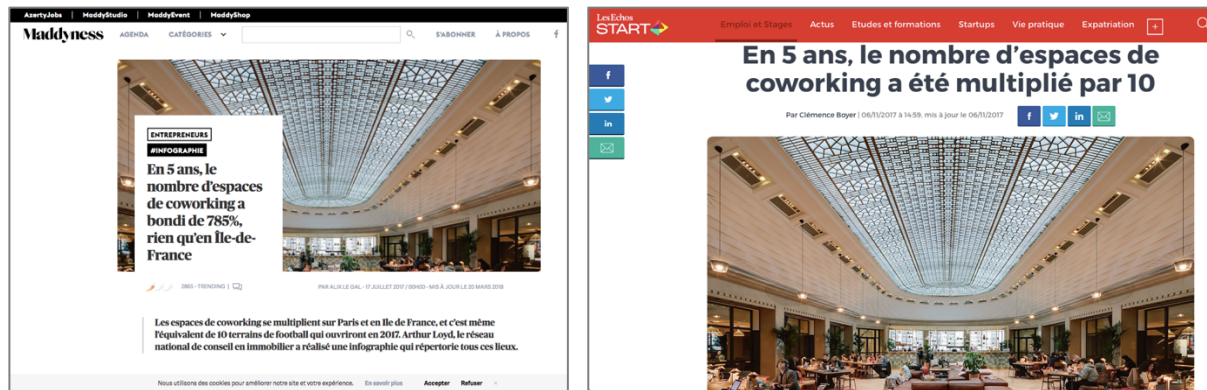 AzertyJobs | MaddyStudio | MaddyEvent | MaddyShop
Maddyness AGENDA CATÉGORIES S'ABONNER À PROPOS
ENTREPRENEURS
#INFOGRAPHIE
En 5 ans, le
nombre d'espaces
de coworking a
bondi de 785%,
rien qu'en Île-de-
France
2865 - TRENDING |
PAR ALIX LE GAL - 17 JUILLET 2017 / 00H00 - MIS À JOUR LE 20 MARS 2018
Les espaces de coworking se multiplient sur Paris et en Ile de France, et c'est même
l'équivalent de 10 terrains de football qui ouvriront en 2017. Arthur Loyd, le réseau
national de conseil en immobilier a réalisé une infographie qui répertorie tous ces lieux.
Nous utilisons des cookies pour améliorer notre site et votre expérience. En savoir plus Accepter Refuser ×
Les Echos
START
Emploi et Stages Actus Etudes et formations Startups Vie pratique Expatriation +
En 5 ans, le nombre d'espaces de
coworking a été multiplié par 10
Par Clémence Boyer | 06/11/2017 à 14:59, mis à jour le 06/11/2017